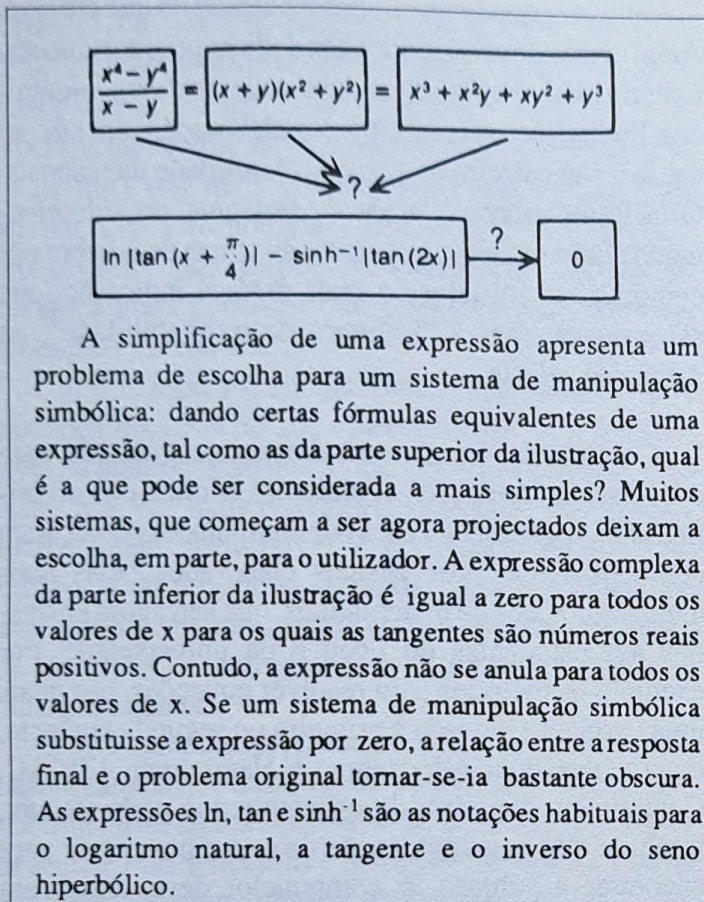 x⁴ − y⁴ / x − y = (x + y)(x² + y²) = x³ + x²y + xy² + y³
?
ln |tan (x + π/4)| − sinh⁻¹|tan (2x)| ? 0
A simplificação de uma expressão apresenta um
problema de escolha para um sistema de manipulação
simbólica: dando certas fórmulas equivalentes de uma
expressão, tal como as da parte superior da ilustração, qual
é a que pode ser considerada a mais simples? Muitos
sistemas, que começam a ser agora projectados deixam a
escolha, em parte, para o utilizador. A expressão complexa
da parte inferior da ilustração é igual a zero para todos os
valores de x para os quais as tangentes são números reais
positivos. Contudo, a expressão não se anula para todos os
valores de x. Se um sistema de manipulação simbólica
substituisse a expressão por zero, a relação entre a resposta
final e o problema original tornar-se-ia bastante obscura.
As expressões ln, tan e sinh⁻¹ são as notações habituais para
o logaritmo natural, a tangente e o inverso do seno
hiperbólico.